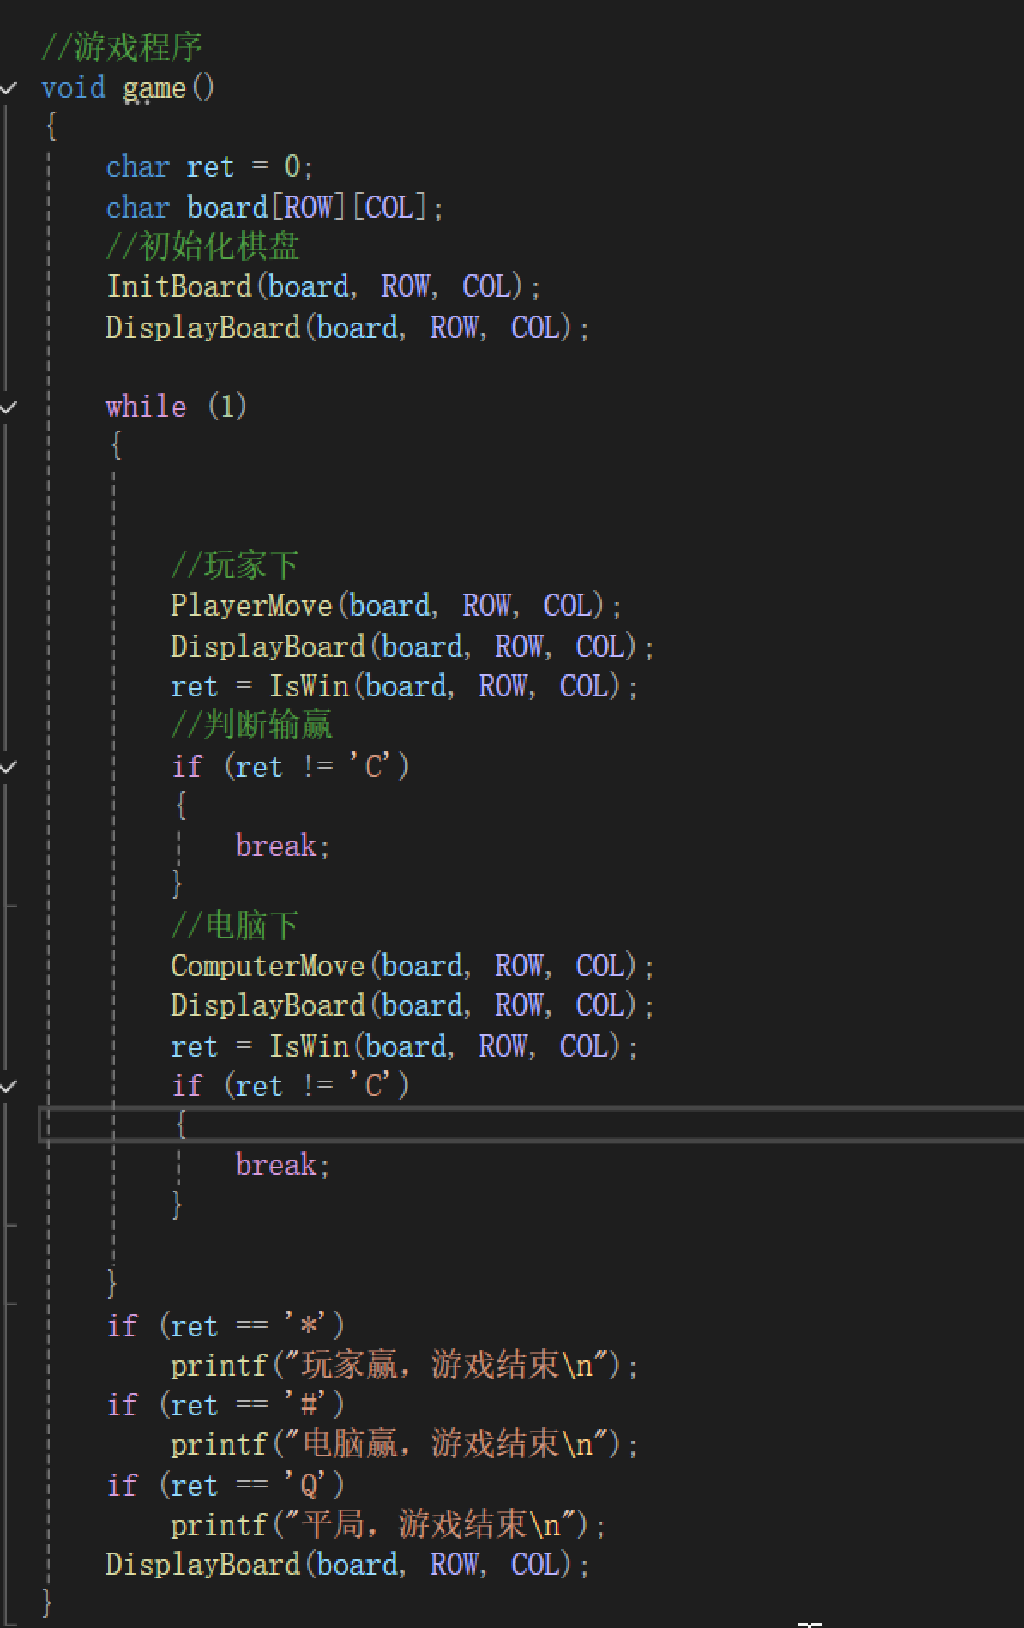 //游戏程序
void game()
{
char ret = 0;
char board[ROW][COL];
//初始化棋盘
InitBoard(board, ROW, COL);
DisplayBoard(board, ROW, COL);
while (1)
{
//玩家下
PlayerMove(board, ROW, COL);
DisplayBoard(board, ROW, COL);
ret = IsWin(board, ROW, COL);
//判断输赢
if (ret != 'C')
{
break;
}
//电脑下
ComputerMove(board, ROW, COL);
DisplayBoard(board, ROW, COL);
ret = IsWin(board, ROW, COL);
if (ret != 'C')
{
break;
}
}
if (ret == '*')
printf("玩家赢，游戏结束\n");
if (ret == '#')
printf("电脑赢，游戏结束\n");
if (ret == 'Q')
printf("平局，游戏结束\n");
DisplayBoard(board, ROW, COL);
}